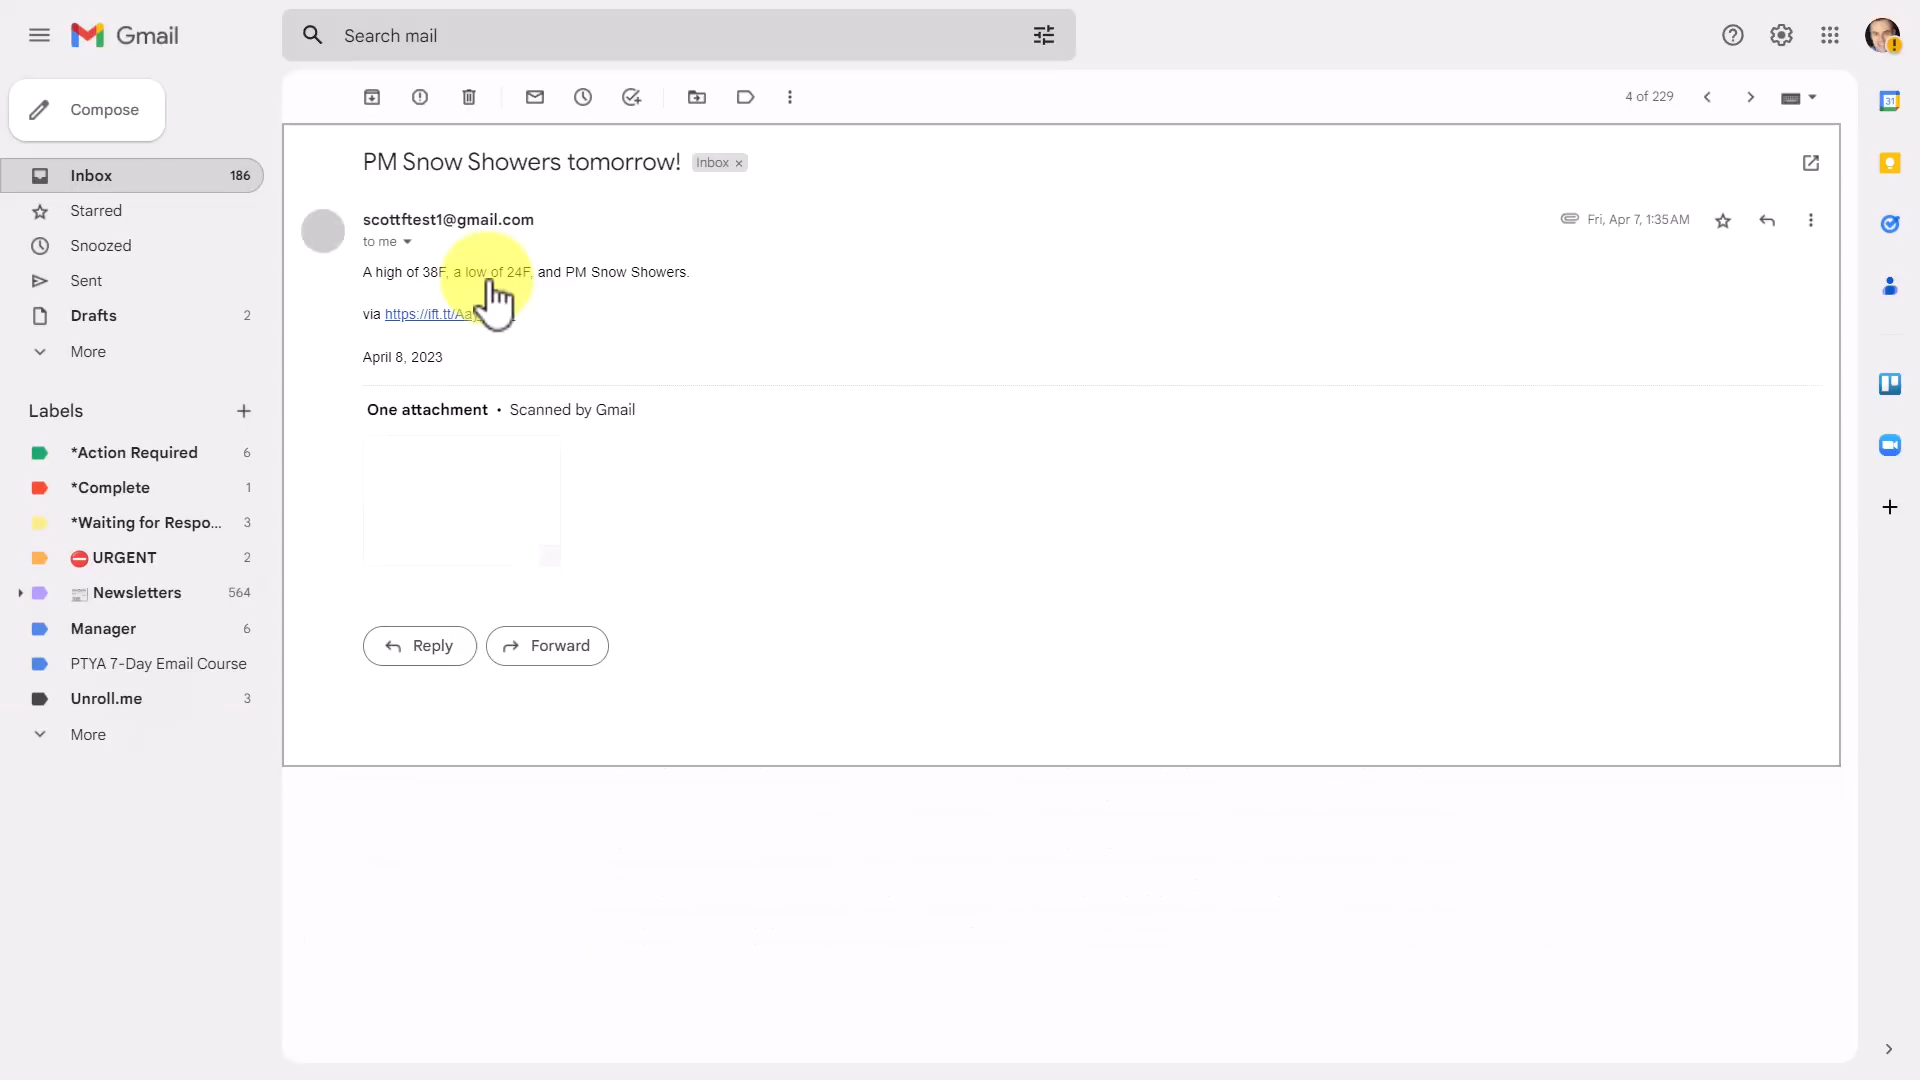 Gmail
Search mail
Compose
4 of 229
Inbox 186
Starred
Snoozed
Sent
Drafts 2
More
Labels
*Action Required 6
*Complete 1
*Waiting for Respo... 3
URGENT 2
Newsletters 564
Manager 6
PTYA 7-Day Email Course
Unroll.me 3
More
PM Snow Showers tomorrow! Inbox ×
scottftest1@gmail.com
Fri, Apr 7, 1:35 AM
to me
A high of 38F, a low of 24F, and PM Snow Showers.
via https://ift.tt/Aa
April 8, 2023
One attachment • Scanned by Gmail
Reply
Forward
31